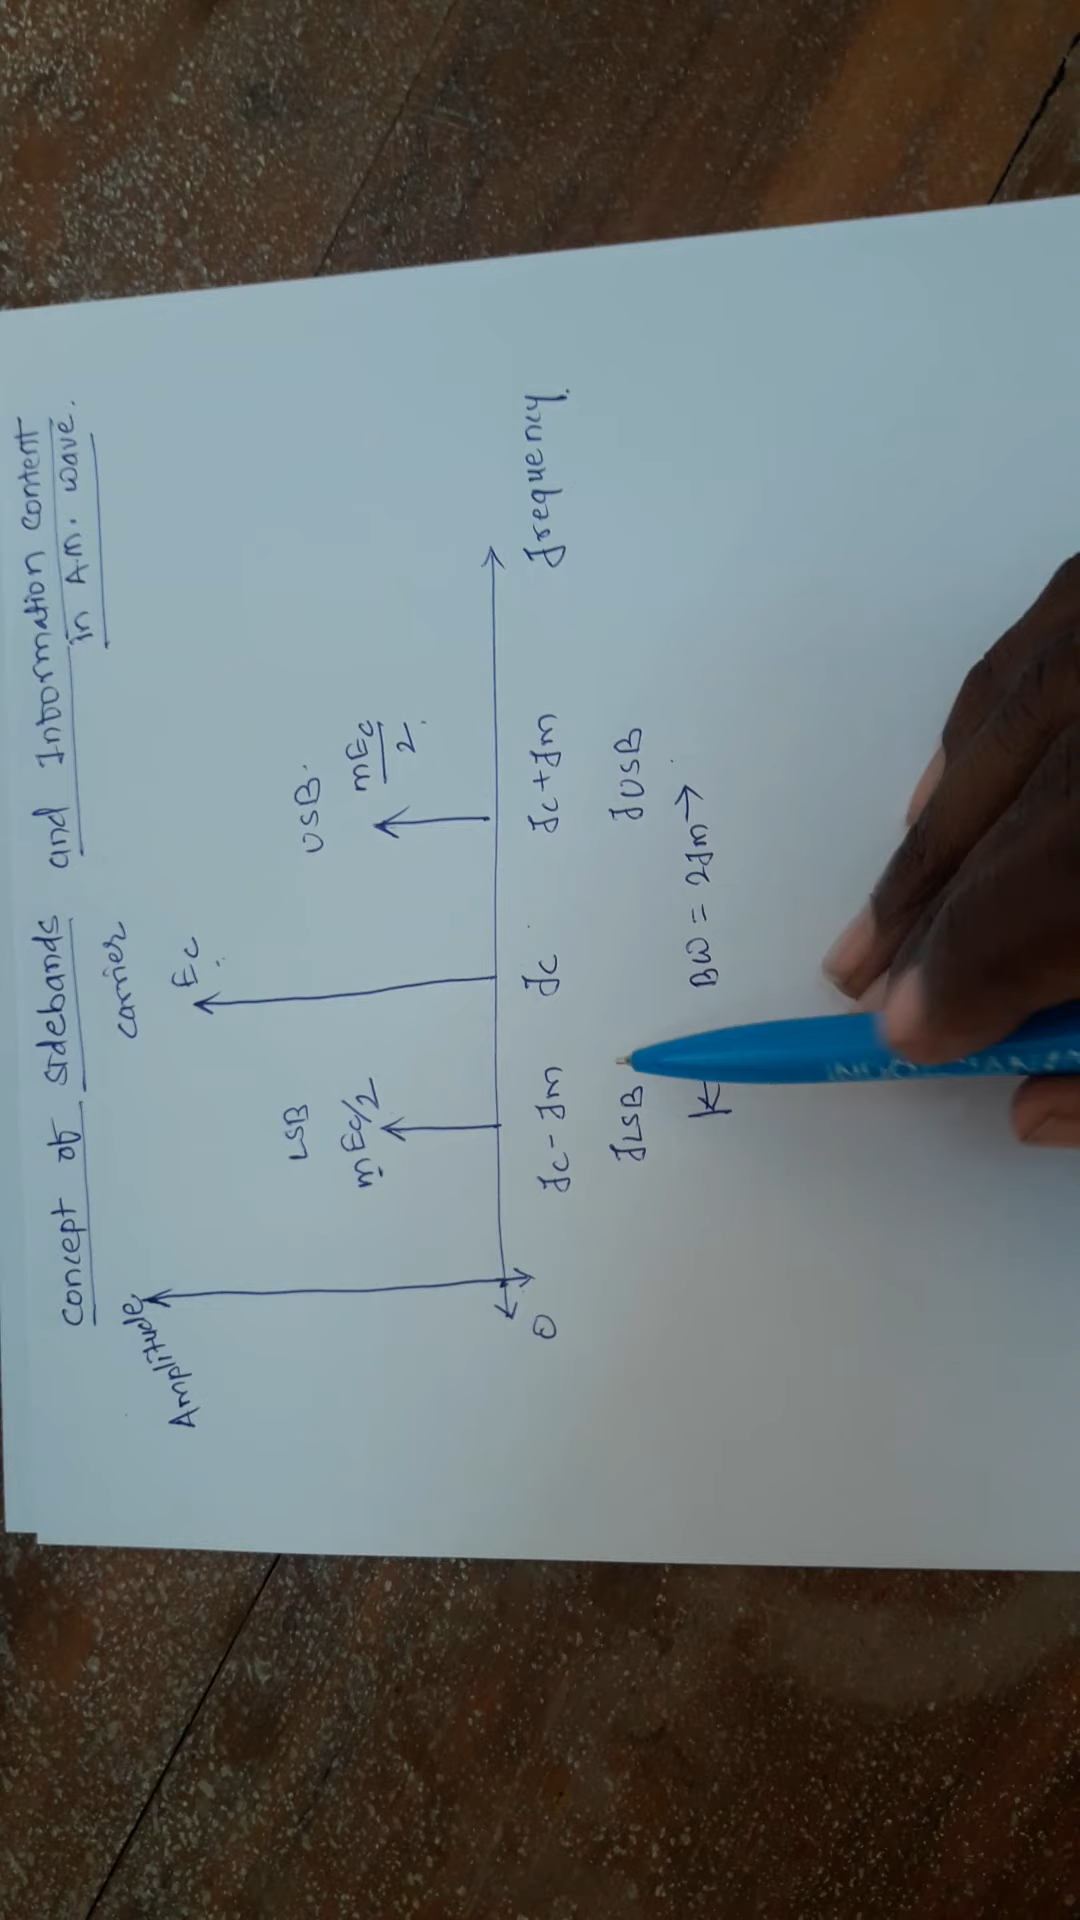 concept of sidebands and Information content
in A.M. wave.
Amplitude
carrier
Ec
LSB
mEc/2
USB.
mEc
2
O
fc-fm
fc
fc+fm
frequency.
fLSB
fUSB
BW = 2fm